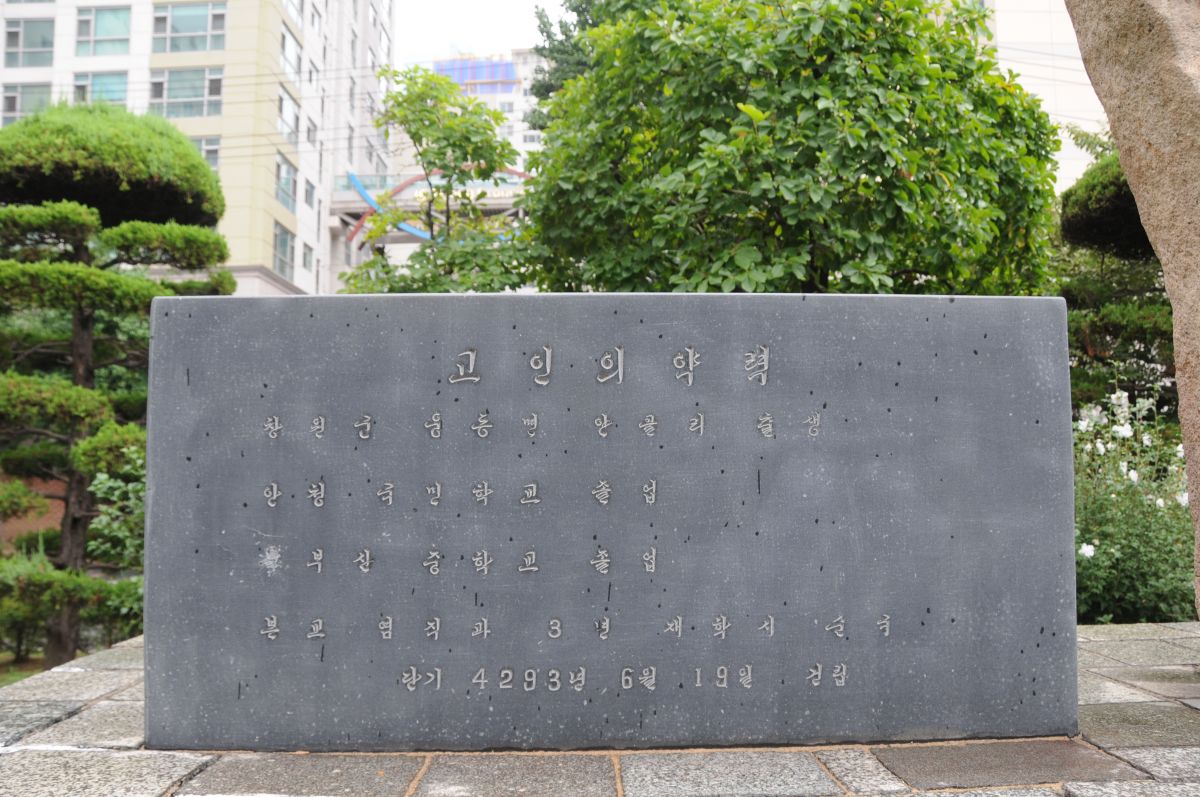 고인의약력
창원군 웅동면 안골리 출생
안청 국민학교 졸업
부산 중학교 졸업
본교 염직과 3년 재학시 순국
단기 4293년 6월 19일 건립